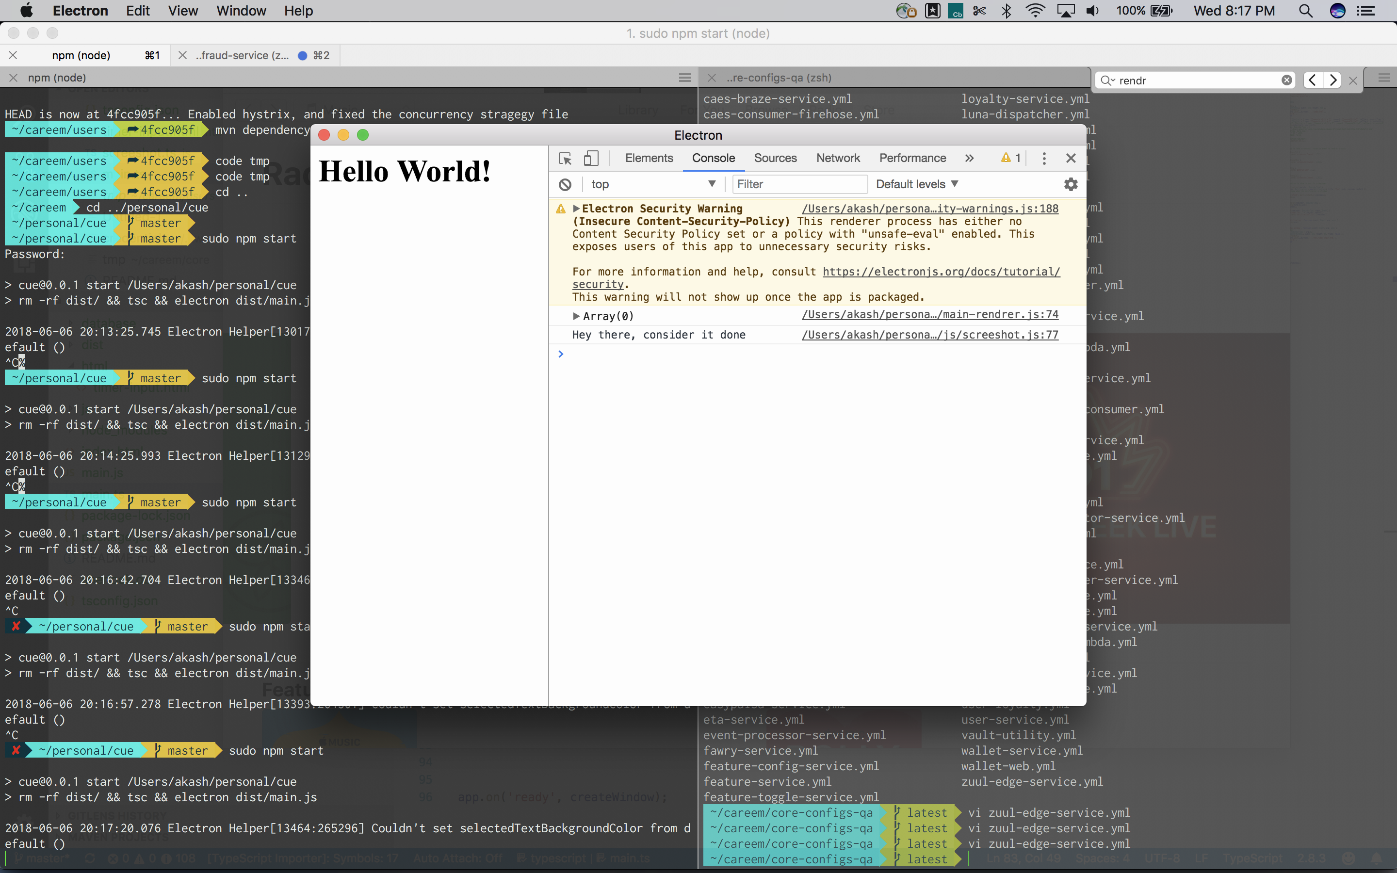 Electron Edit View Window Help
100% Wed 8:17 PM
1. sudo npm start (node)
npm (node) ⌘1 ..fraud-service (z... ⌘2
npm (node)
..re-configs-qa (zsh)
rendr
HEAD is now at 4fcc905f... Enabled hystrix, and fixed the concurrency stragegy file
~/careem/users 4fcc905f mvn dependency
~/careem/users 4fcc905f code tmp
~/careem/users 4fcc905f code tmp
~/careem/users 4fcc905f cd ..
~/careem cd ../personal/cue
~/personal/cue master
~/personal/cue master sudo npm start
Password:
> cue@0.0.1 start /Users/akash/personal/cue
> rm -rf dist/ && tsc && electron dist/main.j
2018-06-06 20:13:25.745 Electron Helper[13017
efault ()
^C%
~/personal/cue master sudo npm start
> cue@0.0.1 start /Users/akash/personal/cue
> rm -rf dist/ && tsc && electron dist/main.j
2018-06-06 20:14:25.993 Electron Helper[13129
efault ()
^C%
~/personal/cue master sudo npm start
> cue@0.0.1 start /Users/akash/personal/cue
> rm -rf dist/ && tsc && electron dist/main.j
2018-06-06 20:16:42.704 Electron Helper[13346
efault ()
^C
✘ ~/personal/cue master sudo npm sta
> cue@0.0.1 start /Users/akash/personal/cue
> rm -rf dist/ && tsc && electron dist/main.j
2018-06-06 20:16:57.278 Electron Helper[13393
efault ()
^C
✘ ~/personal/cue master sudo npm start
> cue@0.0.1 start /Users/akash/personal/cue
> rm -rf dist/ && tsc && electron dist/main.js
2018-06-06 20:17:20.076 Electron Helper[13464:265296] Couldn't set selectedTextBackgroundColor from d
efault ()
Electron
Hello World!
Elements Console Sources Network Performance » 1
top Filter Default levels
Electron Security Warning /Users/akash/persona…ity-warnings.js:188
(Insecure Content-Security-Policy) This renderer process has either no
Content Security Policy set or a policy with "unsafe-eval" enabled. This
exposes users of this app to unnecessary security risks.
For more information and help, consult https://electronjs.org/docs/tutorial/
security.
This warning will not show up once the app is packaged.
Array(0) /Users/akash/persona…/main-rendrer.js:74
Hey there, consider it done /Users/akash/persona…/js/screeshot.js:77
caes-braze-service.yml loyalty-service.yml
caes-consumer-firehose.yml luna-dispatcher.yml
eta-service.yml user-service.yml
event-processor-service.yml vault-utility.yml
fawry-service.yml wallet-service.yml
feature-config-service.yml wallet-web.yml
feature-service.yml zuul-edge-service.yml
feature-toggle-service.yml
~/careem/core-configs-qa latest vi zuul-edge-service.yml
~/careem/core-configs-qa latest vi zuul-edge-service.yml
~/careem/core-configs-qa latest vi zuul-edge-service.yml
~/careem/core-configs-qa latest